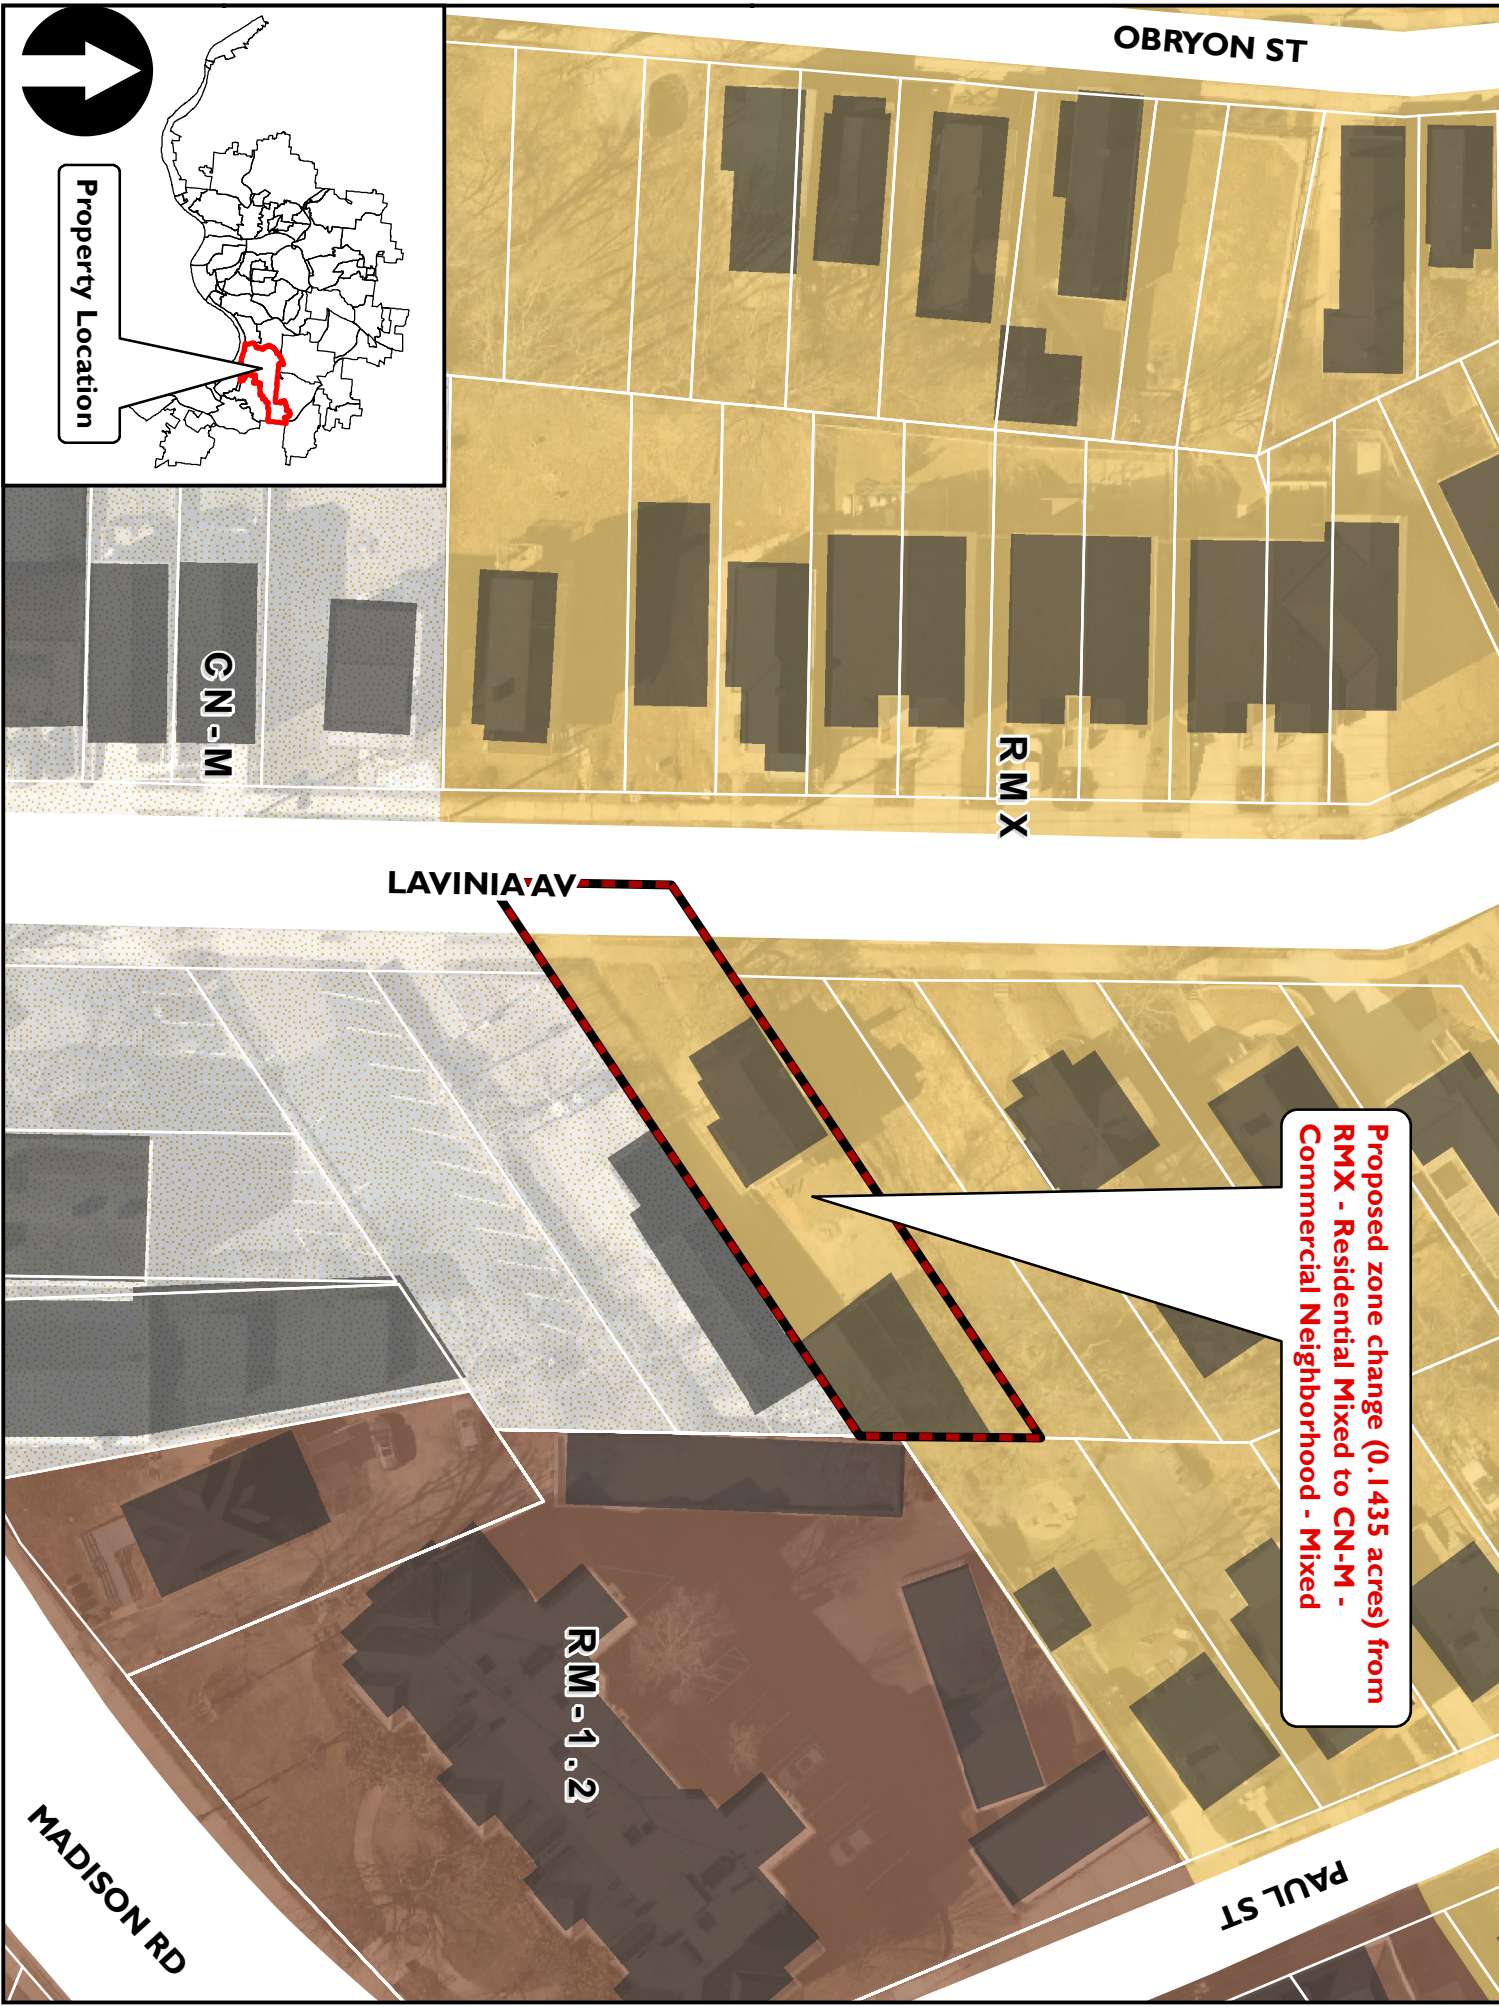 OBRYON ST
Property Location
CN-M
RMX
LAVINIA AV
Proposed zone change (0.1435 acres) from
RMX - Residential Mixed to CN-M -
Commercial Neighborhood - Mixed
RM-1.2
MADISON RD
PAUL ST